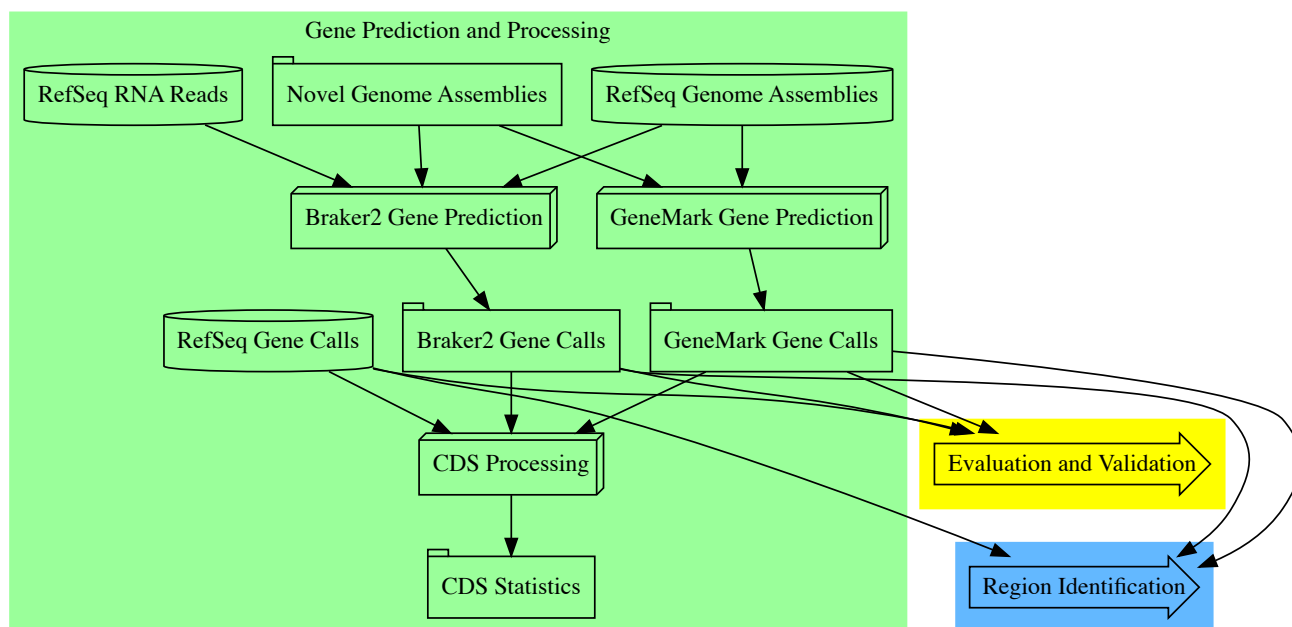 Gene Prediction and Processing
RefSeq RNA Reads
Novel Genome Assemblies
RefSeq Genome Assemblies
Braker2 Gene Prediction
GeneMark Gene Prediction
RefSeq Gene Calls
Braker2 Gene Calls
GeneMark Gene Calls
CDS Processing
Evaluation and Validation
CDS Statistics
Region Identification